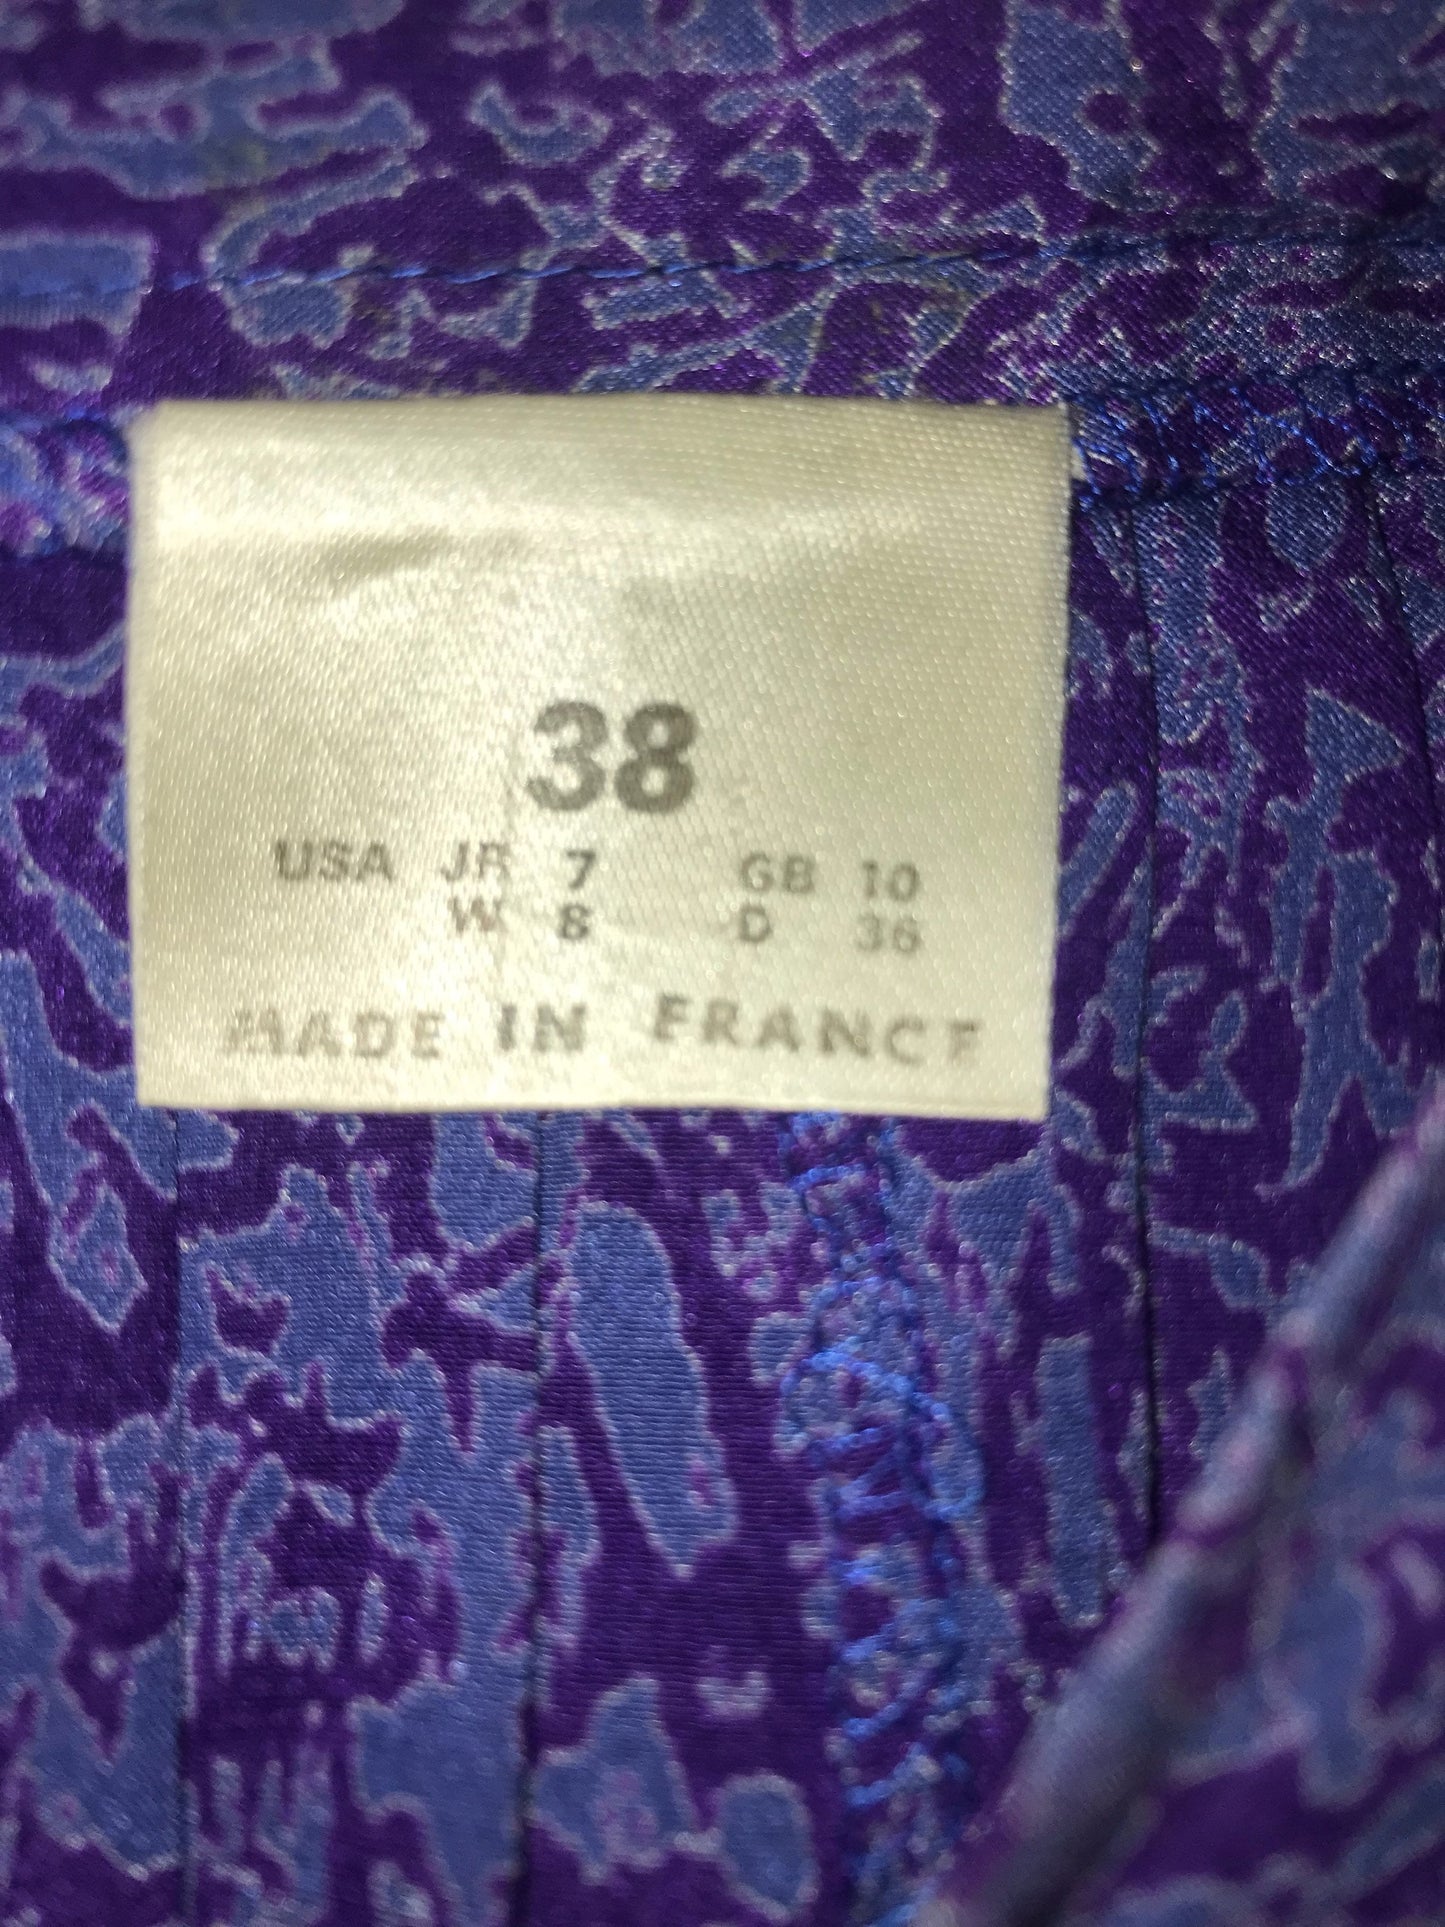 38
USA JR 7 GB 10
W 8 D 36
MADE IN FRANCE